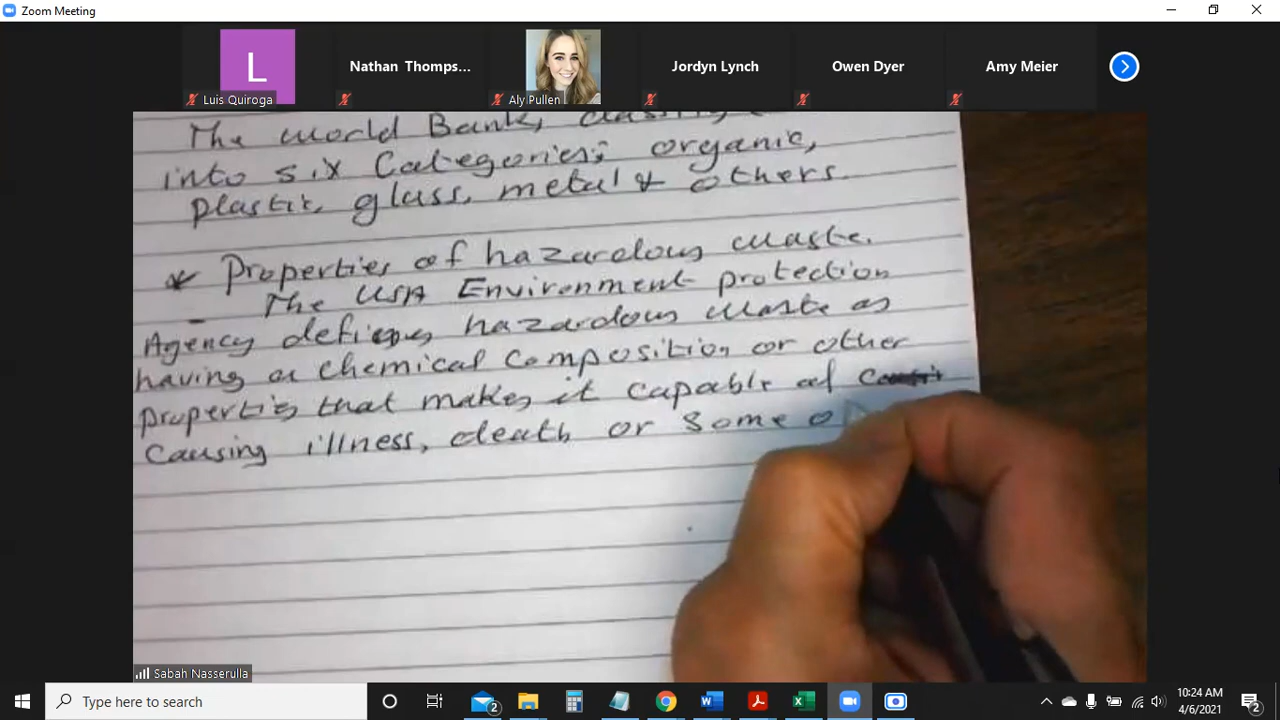 Zoom Meeting
L
Luis Quiroga
Nathan Thomps...
Aly Pullen
Jordyn Lynch
Owen Dyer
Amy Meier
The World Bank,
into six Categories; organic,
plastic, glass, metal & others.
Properties of hazardous waste.
The USA Environment protection
Agency defines hazardous waste as
having a chemical composition or other
properties that makes it capable of
causing illness, death or some
Sabah Nasserulla
Type here to search
2
10:24 AM
4/6/2021
2